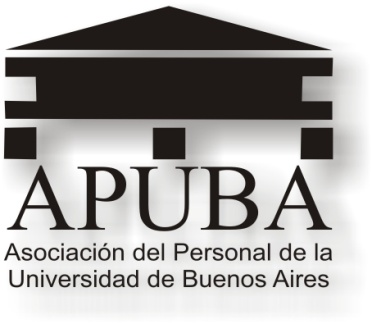 APUBA
Asociación del Personal de la
Universidad de Buenos Aires